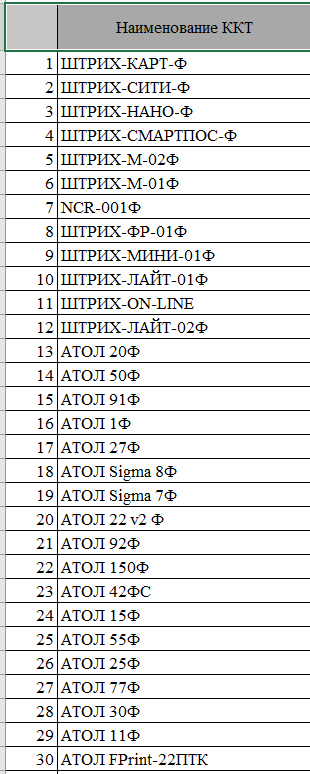 Наименование ККТ
1 ШТРИХ-КАРТ-Ф
2 ШТРИХ-СИТИ-Ф
3 ШТРИХ-НАНО-Ф
4 ШТРИХ-СМАРТПОС-Ф
5 ШТРИХ-М-02Ф
6 ШТРИХ-М-01Ф
7 NCR-001Ф
8 ШТРИХ-ФР-01Ф
9 ШТРИХ-МИНИ-01Ф
10 ШТРИХ-ЛАЙТ-01Ф
11 ШТРИХ-ON-LINE
12 ШТРИХ-ЛАЙТ-02Ф
13 АТОЛ 20Ф
14 АТОЛ 50Ф
15 АТОЛ 91Ф
16 АТОЛ 1Ф
17 АТОЛ 27Ф
18 АТОЛ Sigma 8Ф
19 АТОЛ Sigma 7Ф
20 АТОЛ 22 v2 Ф
21 АТОЛ 92Ф
22 АТОЛ 150Ф
23 АТОЛ 42ФС
24 АТОЛ 15Ф
25 АТОЛ 55Ф
26 АТОЛ 25Ф
27 АТОЛ 77Ф
28 АТОЛ 30Ф
29 АТОЛ 11Ф
30 АТОЛ FPrint-22ПТК